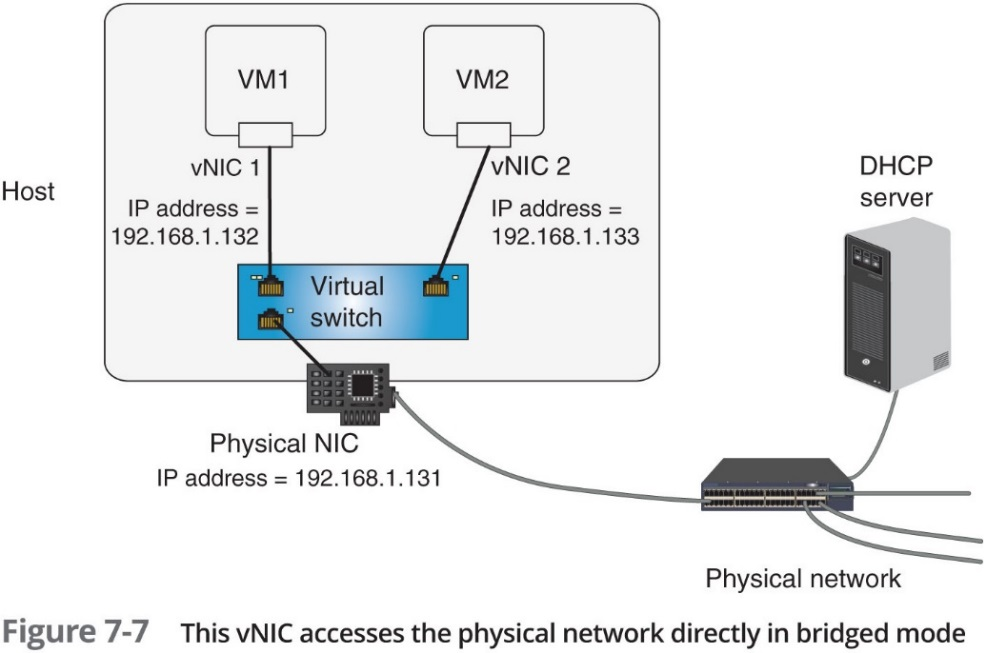 VM1
VM2
vNIC 1
vNIC 2
Host
IP address =
192.168.1.132
IP address =
192.168.1.133
DHCP
server
Virtual
switch
Physical NIC
IP address = 192.168.1.131
Physical network
Figure 7-7 This vNIC accesses the physical network directly in bridged mode